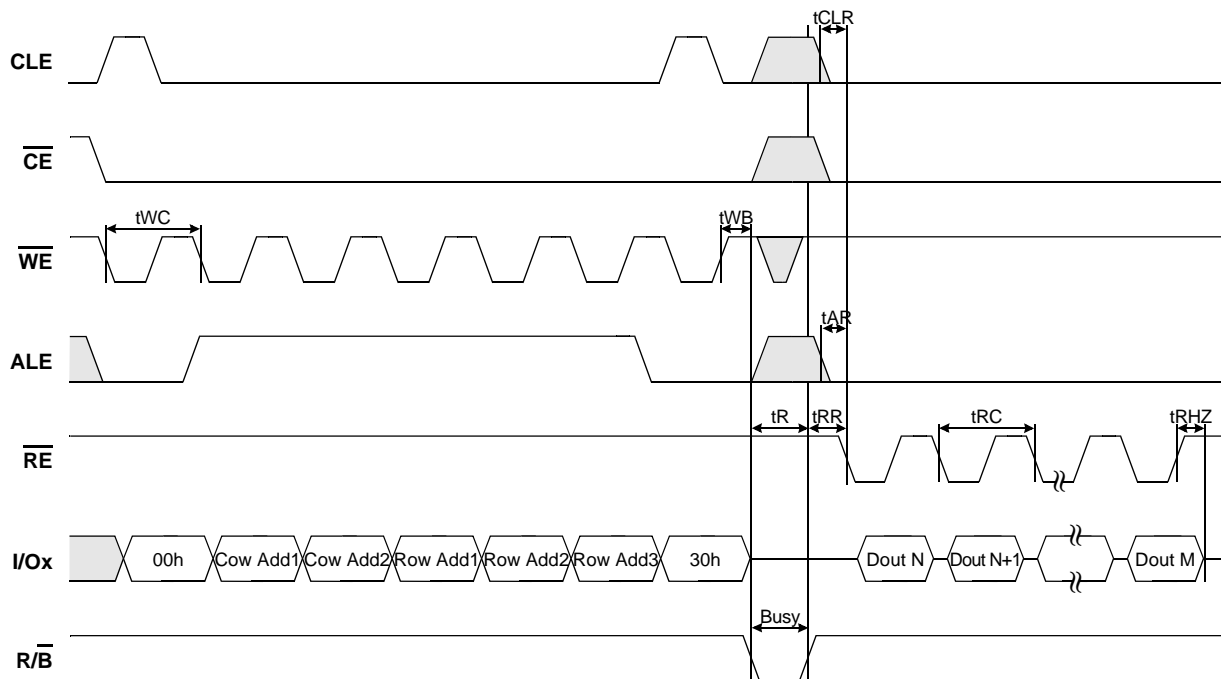 tCLR
CLE
CE
tWC
tWB
WE
tAR
ALE
tR
tRR
tRC
tRHZ
RE
I/Ox
00h
Cow Add1
Cow Add2
Row Add1
Row Add2
Row Add3
30h
Dout N
Dout N+1
Dout M
Busy
R/B